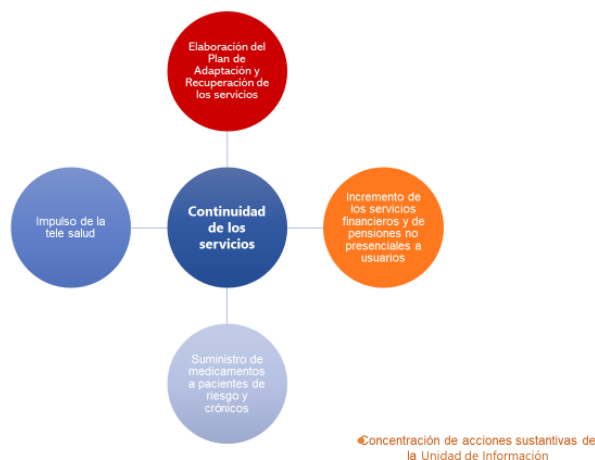 Elaboración del
Plan de
Adaptación y
Recuperación de
los servicios
Impulso de la
tele salud
Continuidad
de los
servicios
Incremento de
los servicios
financieros y de
pensiones no
presenciales a
usuarios
Suministro de
medicamentos
a pacientes de
riesgo y
crónicos
Concentración de acciones sustantivas de
la Unidad de Información